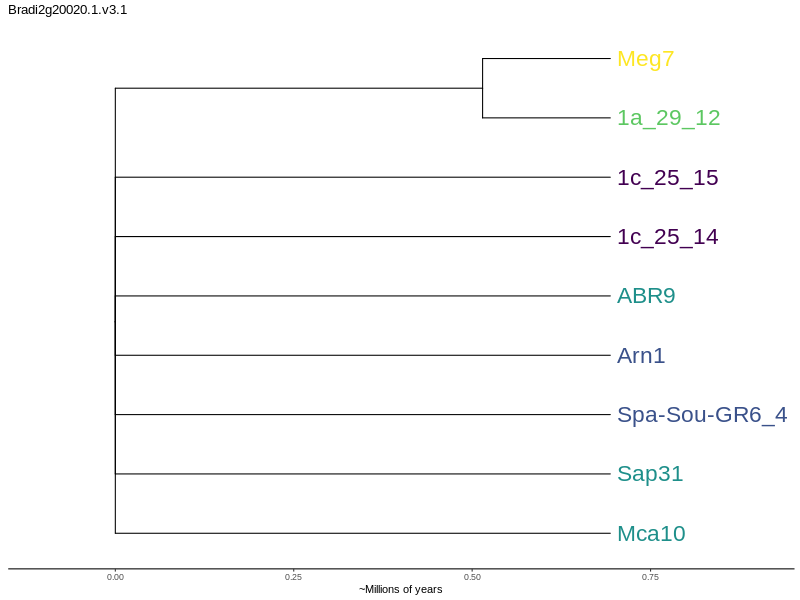 Bradi2g20020.1.v3.1
Meg7
1a_29_12
1c_25_15
1c_25_14
ABR9
Arn1
Spa-Sou-GR6_4
Sap31
Mca10
0.00 0.25 0.50 0.75
~Millions of years